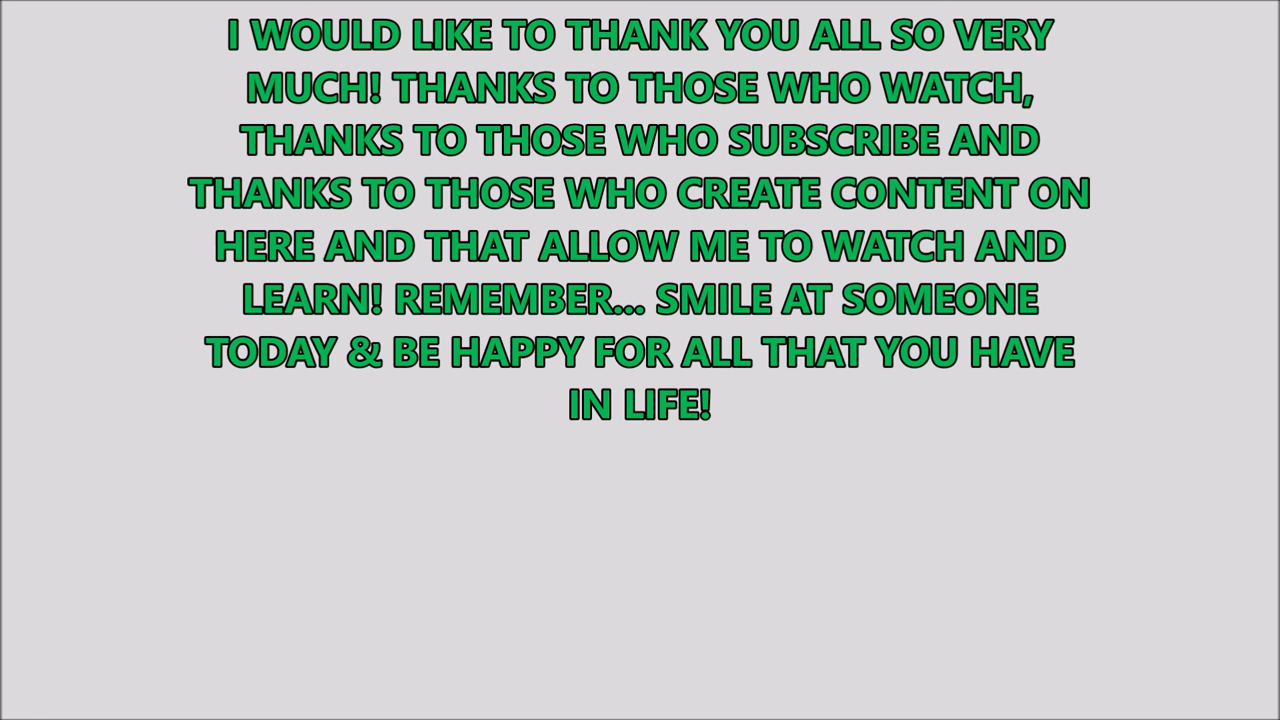 I WOULD LIKE TO THANK YOU ALL SO VERY
MUCH! THANKS TO THOSE WHO WATCH,
THANKS TO THOSE WHO SUBSCRIBE AND
THANKS TO THOSE WHO CREATE CONTENT ON
HERE AND THAT ALLOW ME TO WATCH AND
LEARN! REMEMBER... SMILE AT SOMEONE
TODAY & BE HAPPY FOR ALL THAT YOU HAVE
IN LIFE!